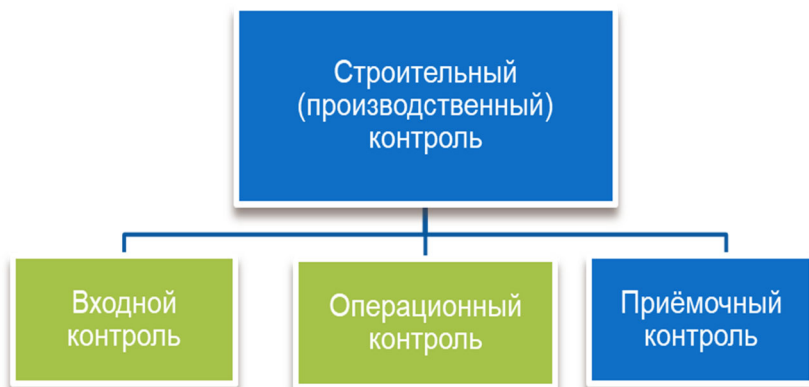 Строительный
(производственный)
контроль
Входной
контроль
Операционный
контроль
Приёмочный
контроль